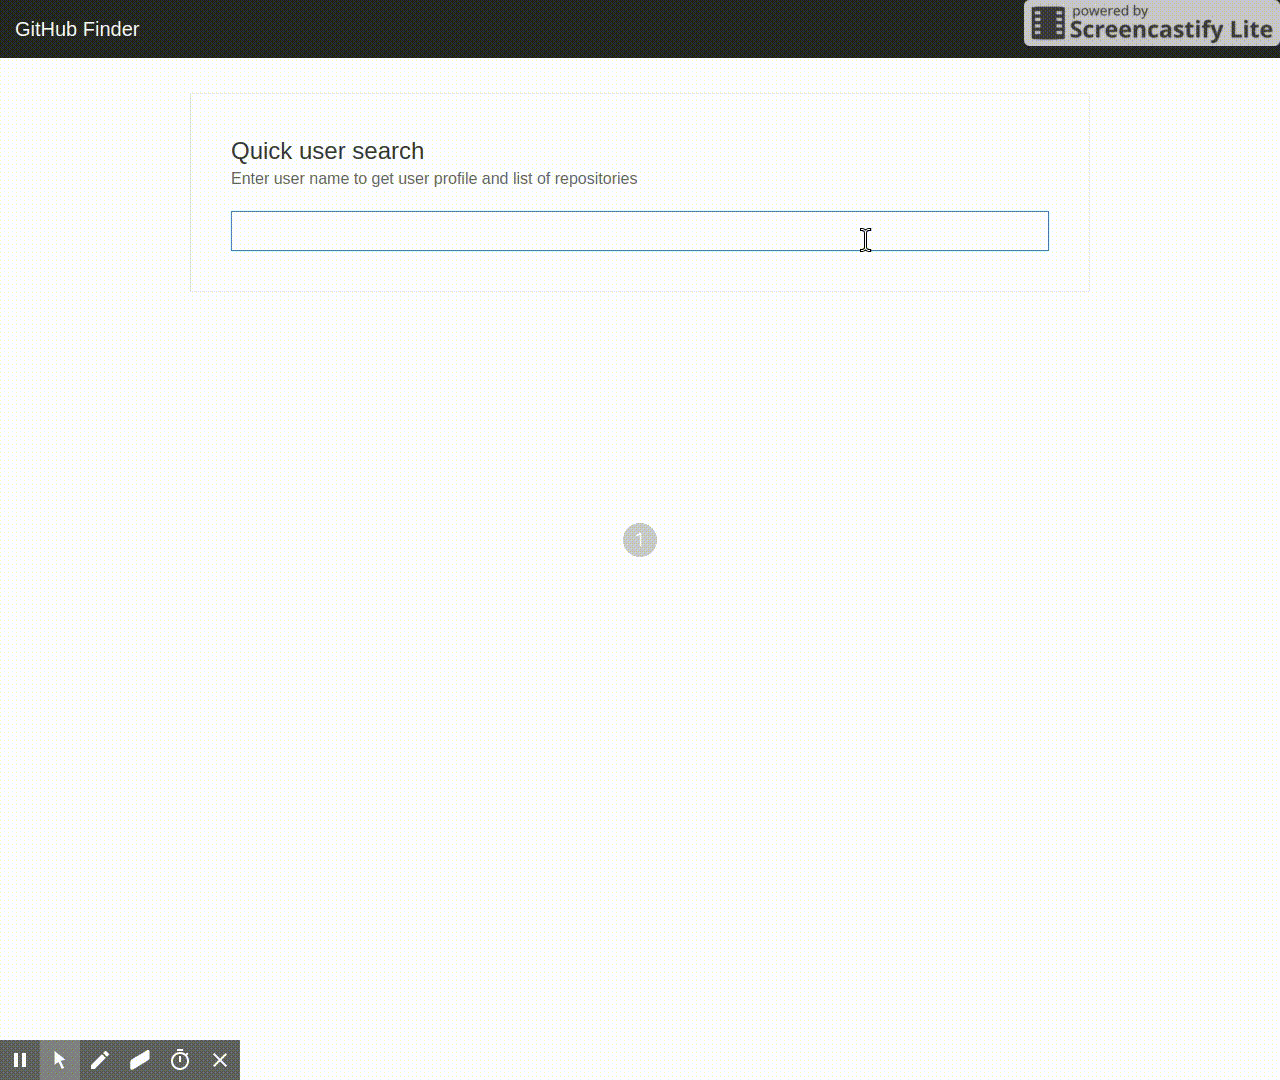 GitHub Finder
powered by
Screencastify Lite
Quick user search
Enter user name to get user profile and list of repositories
1